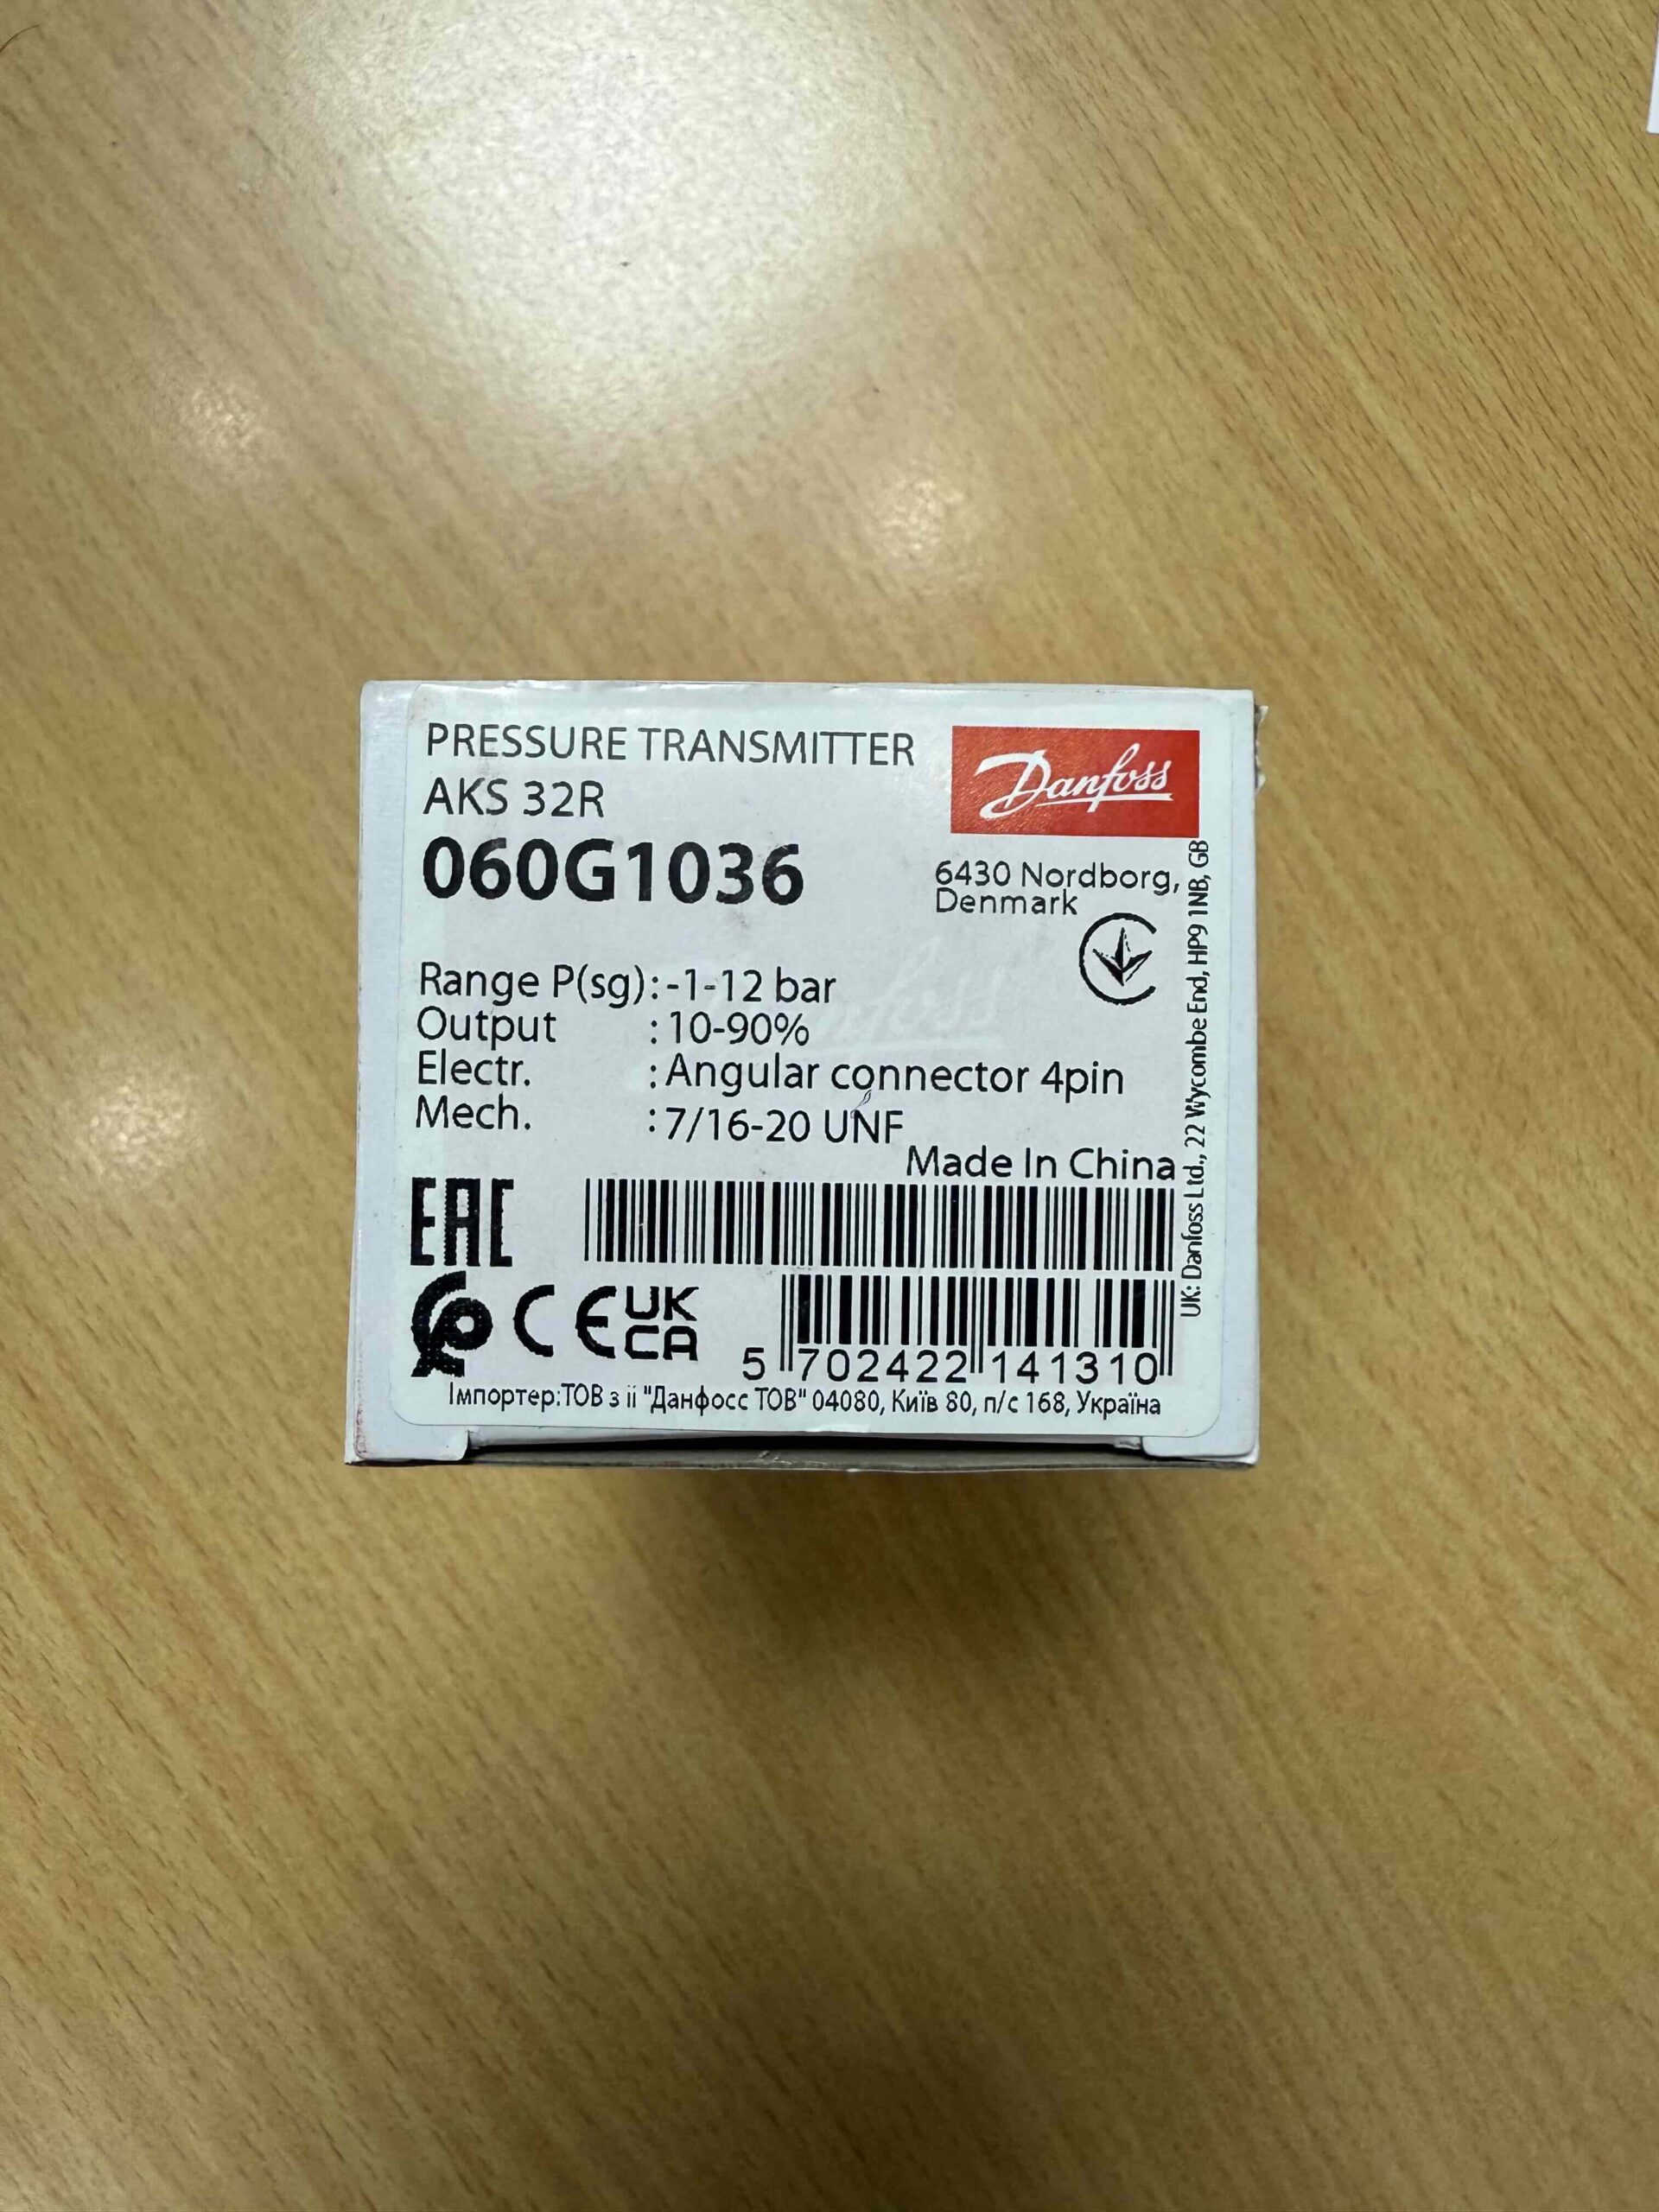 PRESSURE TRANSMITTER
AKS 32R
060G1036
Danfoss
6430 Nordborg,
Denmark
Range P(sg):-1-12 bar
Output : 10-90%
Electr. : Angular connector 4pin
Mech. : 7/16-20 UNF
Made In China
UK: Danfoss Ltd., 22 Wycombe End, HP9 1NB, GB
EAC
CE UK
CA
5 702422 141310
Імпортер:ТОВ з іі "Данфосс ТОВ" 04080, Київ 80, п/с 168, Україна